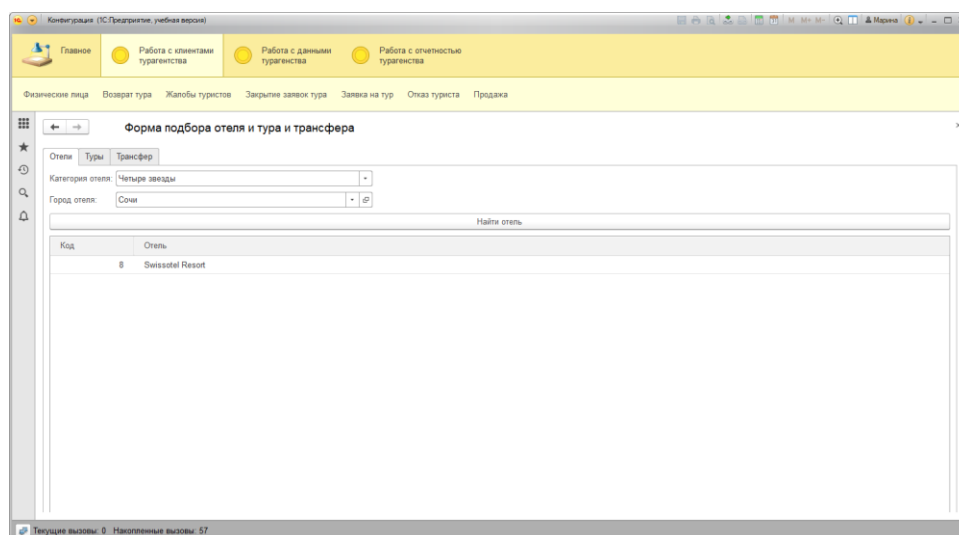 Конфигурация (1С:Предприятие, учебная версия)
M M+ M- Марина
Главное
Работа с клиентами
турагентства
Работа с данными
турагенства
Работа с отчетностью
турагенства
Физические лица Возврат тура Жалобы туристов Закрытие заявок тура Заявка на тур Отказ туриста Продажа
Форма подбора отеля и тура и трансфера
Отели Туры Трансфер
Категория отеля: Четыре звезды
Город отеля: Сочи
Найти отель
Код Отель
8 Swissotel Resort
Текущие вызовы: 0 Накопленные вызовы: 57